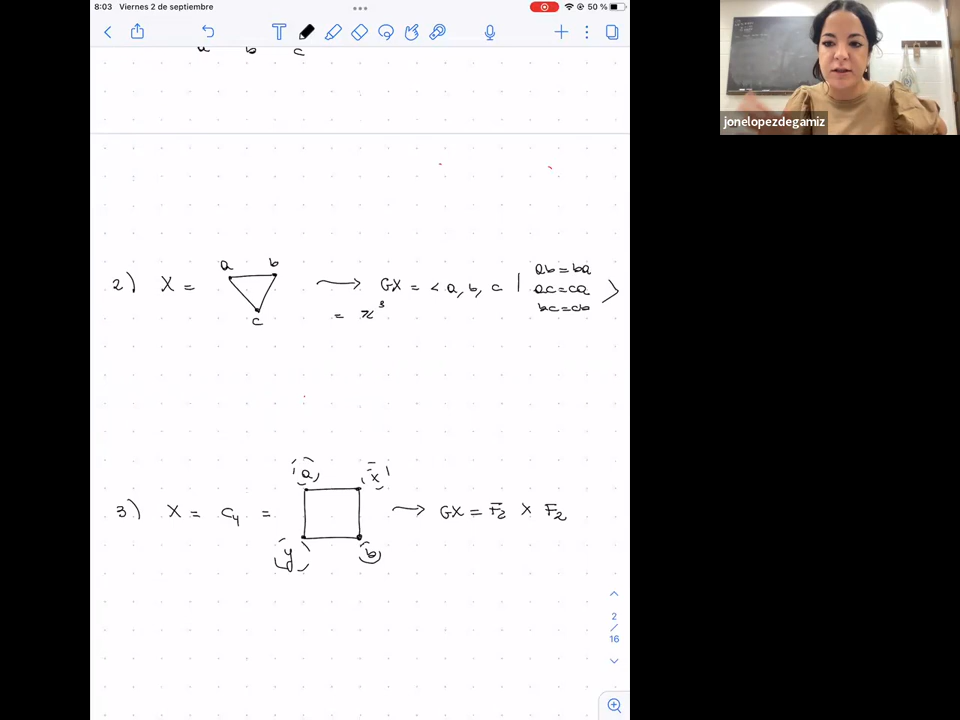 8:03 Viernes 2 de septiembre
50 %
a b c
jonelopezdegamiz
2) X = a b c → GX = < a, b, c | ab = ba
ac = ca
bc = cb >
= ℤ³
3) X = C₄ = a x y b → GX = F₂ × F₂
2
/
16